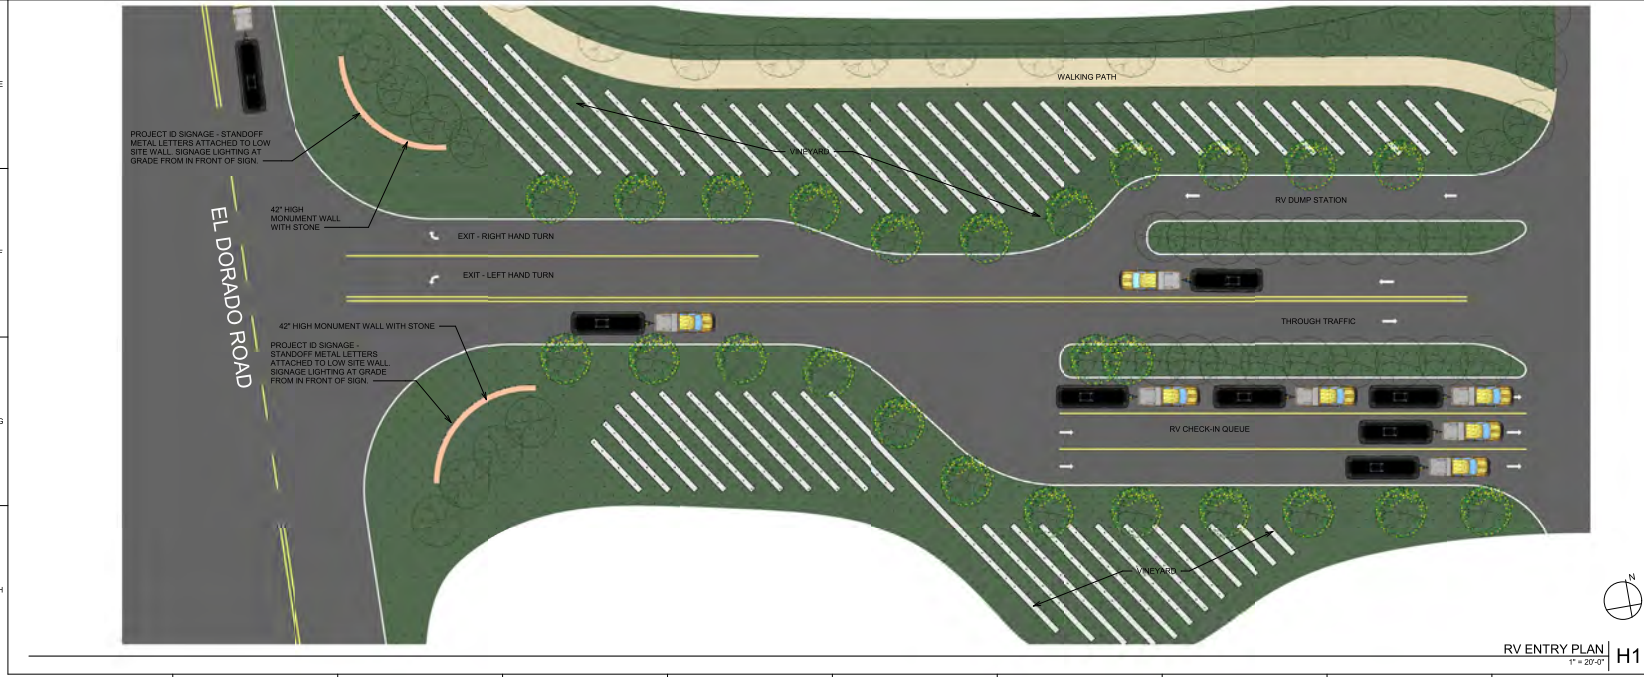 WALKING PATH
PROJECT ID SIGNAGE - STANDOFF
METAL LETTERS ATTACHED TO LOW
SITE WALL. SIGNAGE LIGHTING AT
GRADE FROM IN FRONT OF SIGN.
VINEYARD
42" HIGH
MONUMENT WALL
WITH STONE
RV DUMP STATION
EXIT - RIGHT HAND TURN
EXIT - LEFT HAND TURN
EL DORADO ROAD
THROUGH TRAFFIC
42" HIGH MONUMENT WALL WITH STONE
PROJECT ID SIGNAGE -
STANDOFF METAL LETTERS
ATTACHED TO LOW SITE WALL.
SIGNAGE LIGHTING AT GRADE
FROM IN FRONT OF SIGN.
RV CHECK-IN QUEUE
VINEYARD
N
RV ENTRY PLAN
1" = 20'-0"
H1
E
F
G
H